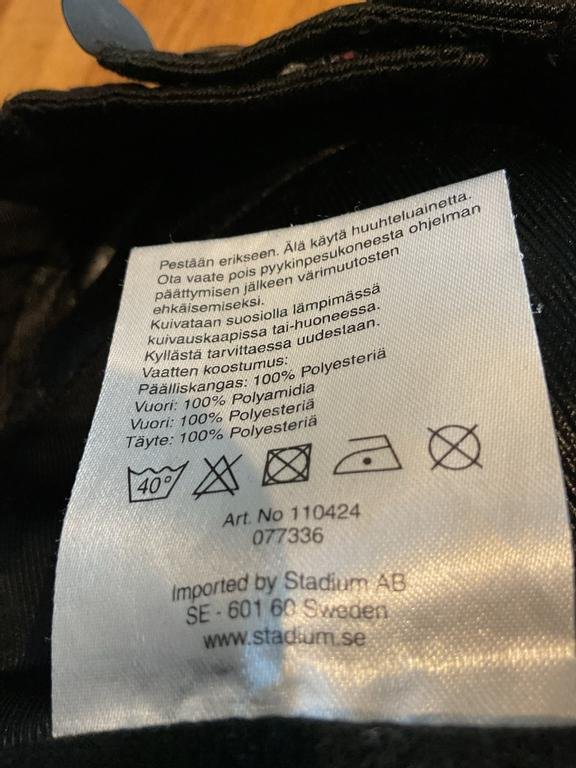 Pestään erikseen. Älä käytä huuhteluainetta.
Ota vaate pois pyykinpesukoneesta ohjelman
päättymisen jälkeen värimuutosten
ehkäisemiseksi.
Kuivataan suosiolla lämpimässä
kuivauskaapissa tai-huoneessa.
Kyllästä tarvittaessa uudestaan.
Vaatten koostumus:
Päälliskangas: 100% Polyesteriä
Vuori: 100% Polyamidia
Vuori: 100% Polyesteriä
Täyte: 100% Polyesteriä
40°
Art. No 110424
077336
Imported by Stadium AB
SE - 601 60 Sweden
www.stadium.se